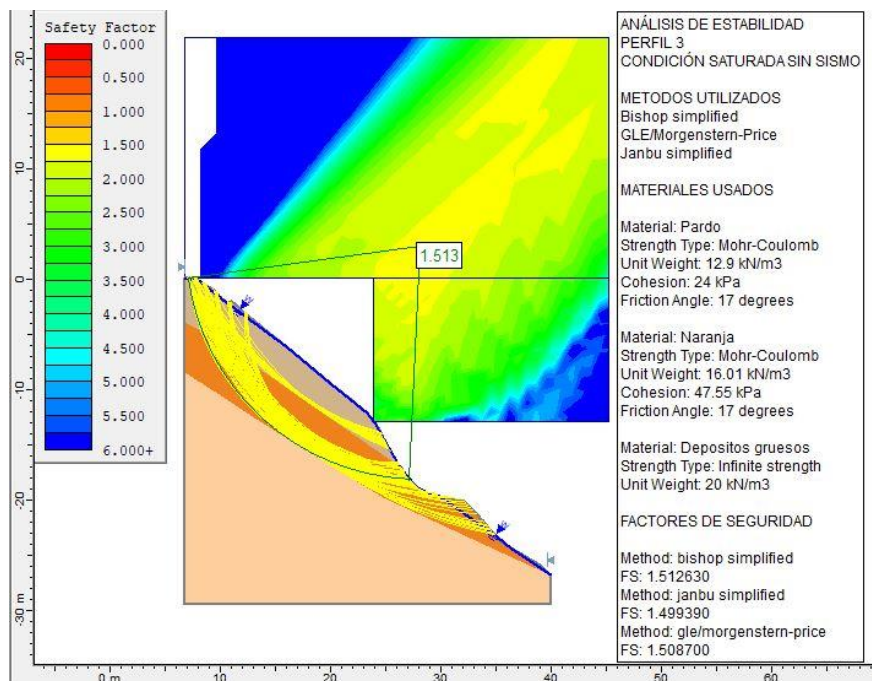 Safety Factor
0.000
0.500
1.000
1.500
2.000
2.500
3.000
3.500
4.000
4.500
5.000
5.500
6.000+
20
10
0
-10
-20
-30 m
1.513
W
W
0 m
10
20
30
40
50
60
ANÁLISIS DE ESTABILIDAD
PERFIL 3
CONDICIÓN SATURADA SIN SISMO
METODOS UTILIZADOS
Bishop simplified
GLE/Morgenstern-Price
Janbu simplified
MATERIALES USADOS
Material: Pardo
Strength Type: Mohr-Coulomb
Unit Weight: 12.9 kN/m3
Cohesion: 24 kPa
Friction Angle: 17 degrees
Material: Naranja
Strength Type: Mohr-Coulomb
Unit Weight: 16.01 kN/m3
Cohesion: 47.55 kPa
Friction Angle: 17 degrees
Material: Depositos gruesos
Strength Type: Infinite strength
Unit Weight: 20 kN/m3
FACTORES DE SEGURIDAD
Method: bishop simplified
FS: 1.512630
Method: janbu simplified
FS: 1.499390
Method: gle/morgenstern-price
FS: 1.508700